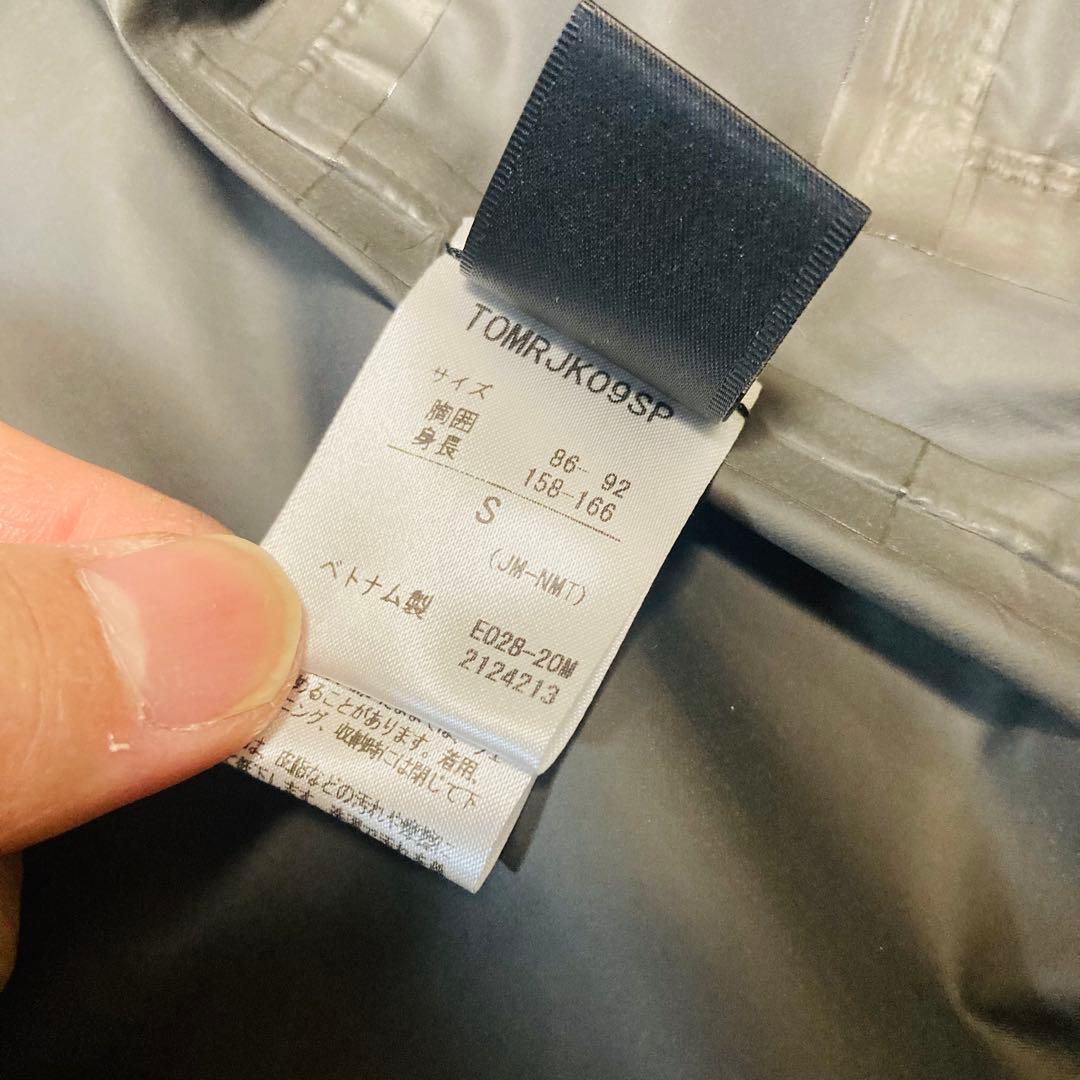 TOMRJK09SP
サイズ
胸囲 86- 92
身長 158-166
S
(JM-NMT)
ベトナム製
E028-20M
2124213
あることがあります。着用、
ニング、収納時には閉じて下
は、皮脂などの汚れや